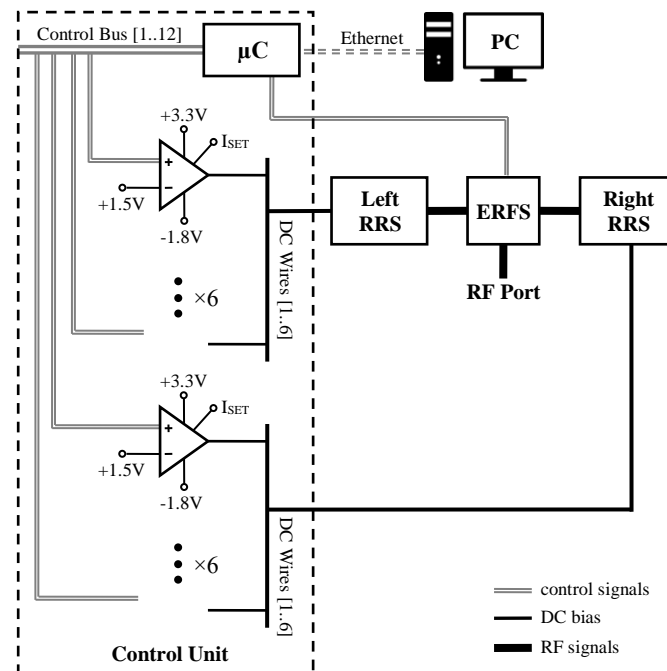 Control Bus [1..12]
µC
Ethernet
PC
+3.3V
ISET
+
−
+1.5V
-1.8V
×6
DC Wires [1..6]
Left
RRS
ERFS
Right
RRS
RF Port
+3.3V
ISET
+
−
+1.5V
-1.8V
×6
DC Wires [1..6]
Control Unit
control signals
DC bias
RF signals